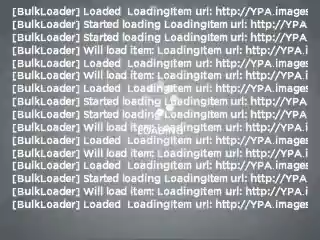 [BulkLoader] Loaded  LoadingItem url: http://YPA.images
[BulkLoader] Started loading LoadingItem url: http://YPA
[BulkLoader] Will load item: LoadingItem url: http://YPA.i
[BulkLoader] Started loading LoadingItem url: http://YPA
[BulkLoader] Loaded  LoadingItem url: http://YPA.images
[BulkLoader] Will load item: LoadingItem url: http://YPA.i
[BulkLoader] Loaded  LoadingItem url: http://YPA.images
[BulkLoader] Started loading LoadingItem url: http://YPA
[BulkLoader] Started loading LoadingItem url: http://YPA
[BulkLoader] Will load item: LoadingItem url: http://YPA.i
LOADING
[BulkLoader] Loaded  LoadingItem url: http://YPA.images
[BulkLoader] Will load item: LoadingItem url: http://YPA.i
[BulkLoader] Loaded  LoadingItem url: http://YPA.images
[BulkLoader] Started loading LoadingItem url: http://YPA
[BulkLoader] Will load item: LoadingItem url: http://YPA.i
[BulkLoader] Loaded  LoadingItem url: http://YPA.images